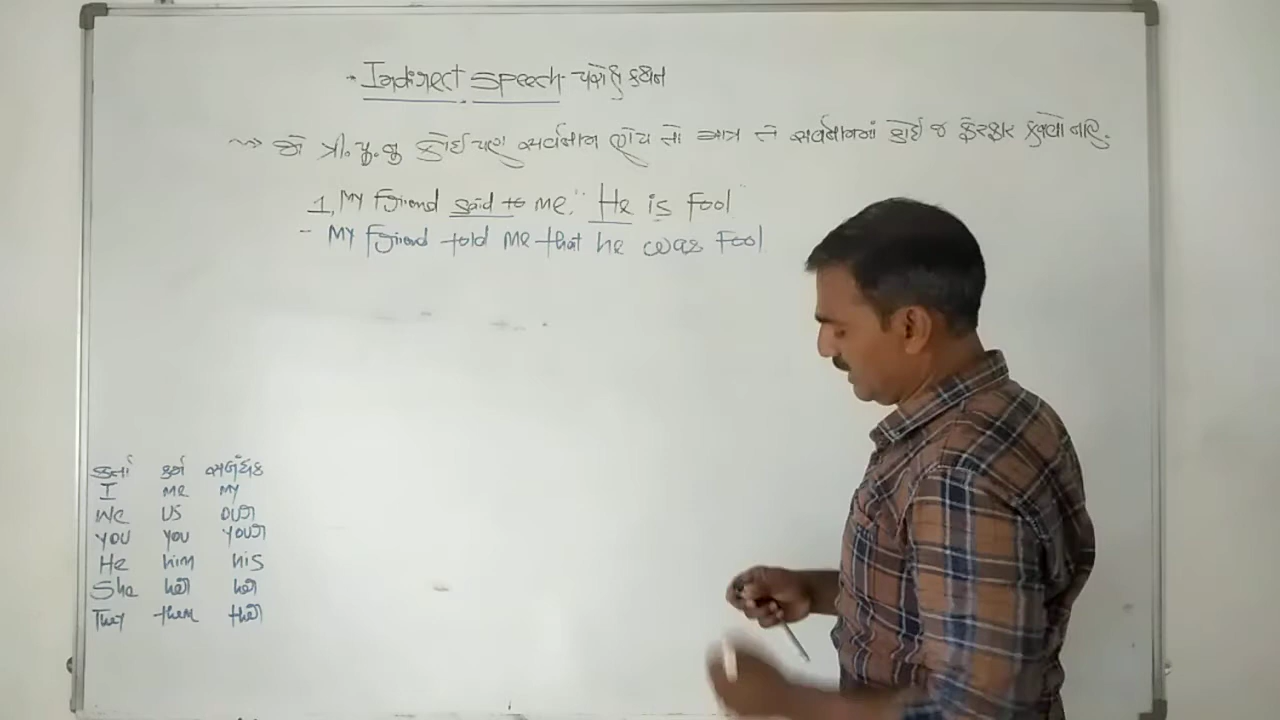 Indirect Speech પરોક્ષ કથન
જો ત્રી.પુ.નુ કોઈ પણ સર્વનામ હોય તો માત્ર તે સર્વનામમાં કોઈ જ ફેરફાર કરવો નહિ.
1, My friend said to me, "He is Fool"
- My friend told me that he was Fool
કર્તા કર્મ સબંધક
I me my
We us our
you you your
He him his
She her her
They them ther